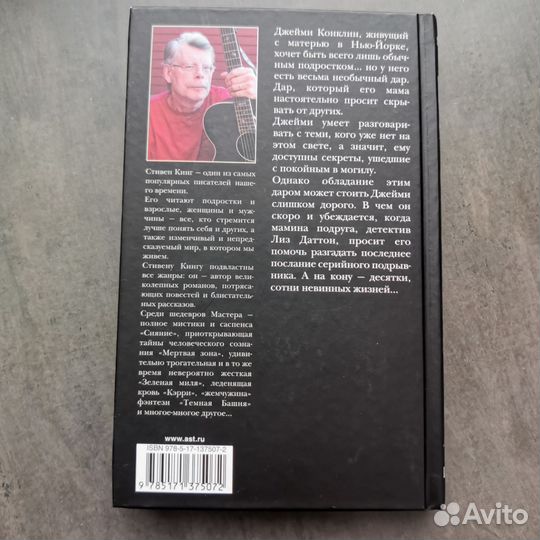 Джейми Конклин, живущий
с матерью в Нью-Йорке,
хочет быть всего лишь обыч-
ным подростком... но у него
есть весьма необычный дар.
Дар, который его мама
настоятельно просит скры-
вать от других.
Джейми умеет разговари-
вать с теми, кого уже нет на
этом свете, а значит, ему
доступны секреты, ушедшие
с покойным в могилу.
Однако обладание этим
даром может стоить Джейми
слишком дорого. В чем он
скоро и убеждается, когда
мамина подруга, детектив
Лиз Даттон, просит его
помочь разгадать последнее
послание серийного подрыв-
ника. А на кону – десятки,
сотни невинных жизней...
Стивен Кинг – один из самых
популярных писателей наше-
го времени.
Его читают подростки и
взрослые, женщины и муж-
чины – все, кто стремится
лучше понять себя и других,
а также изменчивый и непред-
сказуемый мир, в котором мы
живем.
Стивену Кингу подвластны
все жанры: он – автор вели-
колепных романов, потряса-
ющих повестей и блистатель-
ных рассказов.
Среди шедевров Мастера –
полное мистики и саспенса
«Сияние», приоткрывающая
тайны человеческого созна-
ния «Мертвая зона», удиви-
тельно трогательная и в то же
время невероятно жесткая
«Зеленая миля», леденящая
кровь «Кэрри», «жемчужина»
фэнтези «Темная Башня»
и многое-многое другое...
www.ast.ru
ISBN 978-5-17-137507-2
9 785171 375072
Avito